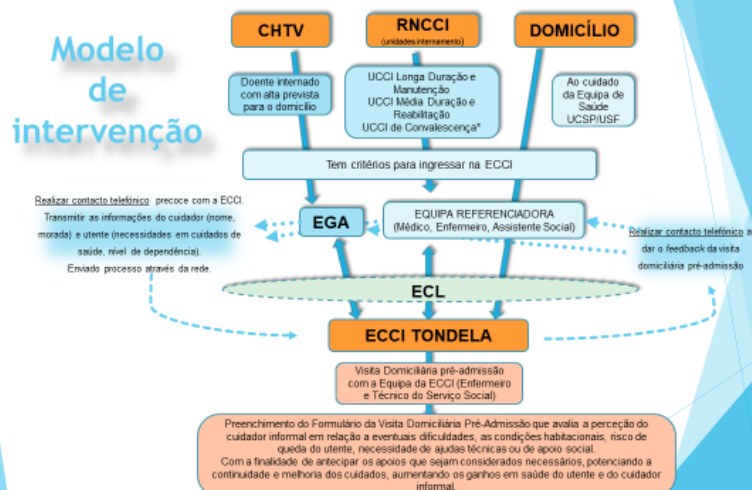 Modelo
de
intervenção
CHTV
RNCCI
(unidades internamento)
DOMICÍLIO
Doente internado
com alta prevista
para o domicílio
UCCI Longa Duração e
Manutenção
UCCI Média Duração e
Reabilitação
UCCI de Convalescença*
Ao cuidado
da Equipa de
Saúde
UCSP/USF
Tem critérios para ingressar na ECCI
Realizar contacto telefónico precoce com a ECCI.
Transmitir as informações do cuidador (nome,
morada) e utente (necessidades em cuidados de
saúde, nível de dependência).
Enviado processo através da rede.
EGA
EQUIPA REFERENCIADORA
(Médico, Enfermeiro, Assistente Social)
Realizar contacto telefónico a
dar o feedback da visita
domiciliária pré-admissão
ECL
ECCI TONDELA
Visita Domiciliária pré-admissão
com a Equipa da ECCI (Enfermeiro
e Técnico do Serviço Social)
Preenchimento do Formulário da Visita Domiciliária Pré-Admissão que avalia a perceção do
cuidador informal em relação a eventuais dificuldades, as condições habitacionais, risco de
queda do utente, necessidade de ajudas técnicas ou de apoio social.
Com a finalidade de antecipar os apoios que sejam considerados necessários, potenciando a
continuidade e melhoria dos cuidados, aumentando os ganhos em saúde do utente e do cuidador
informal.